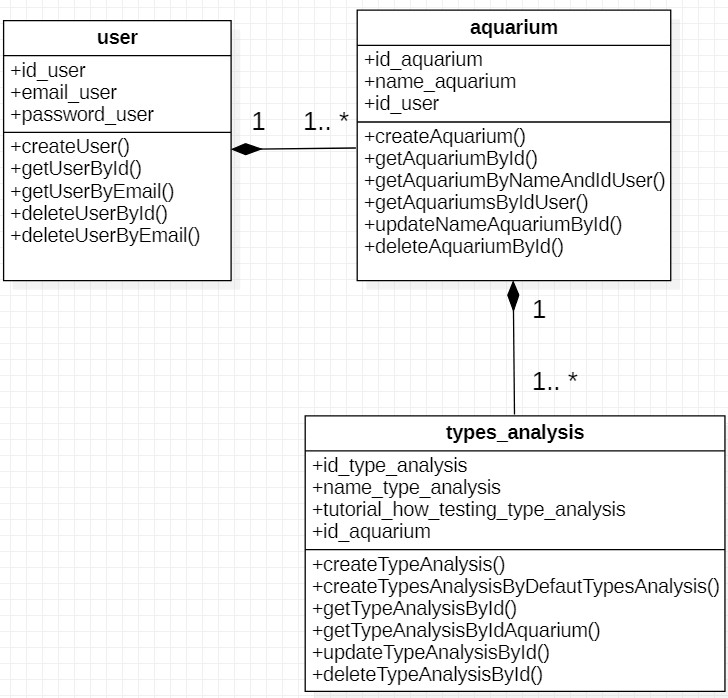 user
+id_user
+email_user
+password_user
+createUser()
+getUserById()
+getUserByEmail()
+deleteUserById()
+deleteUserByEmail()
1
1.. *
aquarium
+id_aquarium
+name_aquarium
+id_user
+createAquarium()
+getAquariumById()
+getAquariumByNameAndIdUser()
+getAquariumsByIdUser()
+updateNameAquariumById()
+deleteAquariumById()
1
1.. *
types_analysis
+id_type_analysis
+name_type_analysis
+tutorial_how_testing_type_analysis
+id_aquarium
+createTypeAnalysis()
+createTypesAnalysisByDefautTypesAnalysis()
+getTypeAnalysisById()
+getTypeAnalysisByIdAquarium()
+updateTypeAnalysisById()
+deleteTypeAnalysisById()